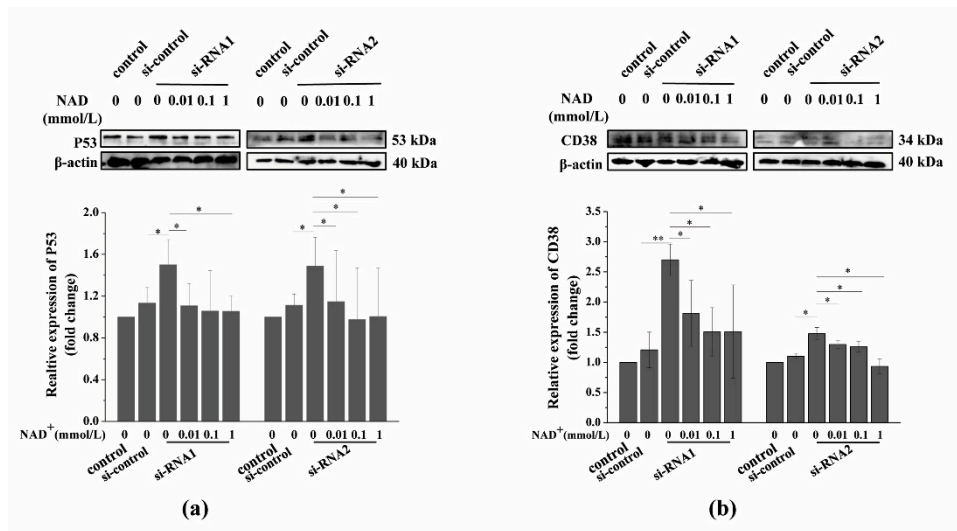 control
si-control
si-RNA1
control
si-control
si-RNA2
NAD 0 0 0 0.01 0.1 1 0 0 0 0.01 0.1 1
(mmol/L)
P53 53 kDa
β-actin 40 kDa
Realtive expression of P53
(fold change)
2.0
1.6
1.2
0.8
0.4
0.0
* * * * * * *
NAD+(mmol/L) 0 0 0 0.01 0.1 1 0 0 0 0.01 0.1 1
control
si-control
si-RNA1
control
si-control
si-RNA2
(a)
control
si-control
si-RNA1
control
si-control
si-RNA2
NAD 0 0 0 0.01 0.1 1 0 0 0 0.01 0.1 1
(mmol/L)
CD38 34 kDa
β-actin 40 kDa
Relative expression of CD38
(fold change)
3.5
3.0
2.5
2.0
1.5
1.0
0.5
0.0
** * * * * * * *
NAD+(mmol/L) 0 0 0 0.01 0.1 1 0 0 0 0.01 0.1 1
control
si-control
si-RNA1
control
si-control
si-RNA2
(b)